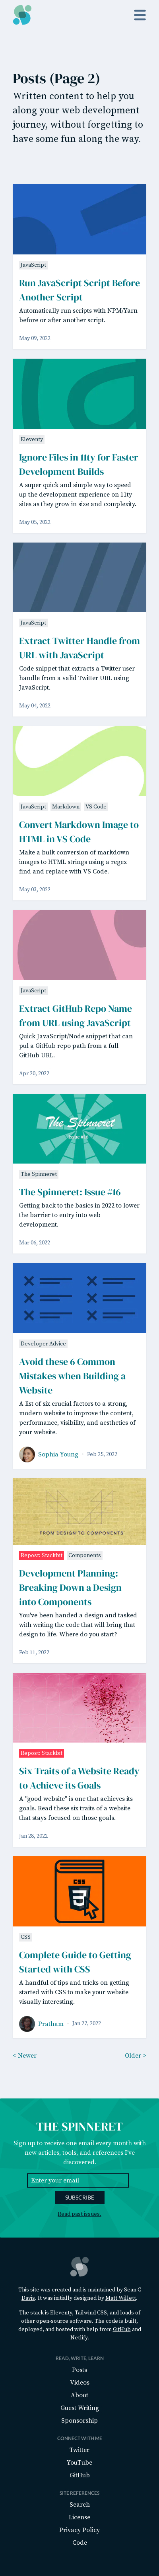 Posts (Page 2)
Written content to help you
along your web development
journey, without forgetting to
have some fun along the way.
JavaScript
Run JavaScript Script Before
Another Script
Automatically run scripts with NPM/Yarn
before or after another script.
May 09, 2022
Eleventy
Ignore Files in 11ty for Faster
Development Builds
A super quick and simple way to speed
up the development experience on 11ty
sites as they grow in size and complexity.
May 05, 2022
JavaScript
Extract Twitter Handle from
URL with JavaScript
Code snippet that extracts a Twitter user
handle from a valid Twitter URL using
JavaScript.
May 04, 2022
JavaScript Markdown VS Code
Convert Markdown Image to
HTML in VS Code
Make a bulk conversion of markdown
images to HTML strings using a regex
find and replace with VS Code.
May 03, 2022
JavaScript
Extract GitHub Repo Name
from URL using JavaScript
Quick JavaScript/Node snippet that can
pull a GitHub repo path from a full
GitHub URL.
Apr 20, 2022
The Spinneret
The Spinneret
The Spinneret: Issue #16
Getting back to the basics in 2022 to lower
the barrier to entry into web
development.
Mar 06, 2022
Developer Advice
Avoid these 6 Common
Mistakes when Building a
Website
A list of six crucial factors to a strong,
modern website to improve the content,
performance, visibility, and aesthetics of
your website.
Sophia Young Feb 25, 2022
FROM DESIGN TO COMPONENTS
Repost: Stackbit Components
Development Planning:
Breaking Down a Design
into Components
You've been handed a design and tasked
with writing the code that will bring that
design to life. Where do you start?
Feb 11, 2022
Repost: Stackbit
Six Traits of a Website Ready
to Achieve its Goals
A "good website" is one that achieves its
goals. Read these six traits of a website
that stays focused on those goals.
Jan 28, 2022
CSS
3
CSS
Complete Guide to Getting
Started with CSS
A handful of tips and tricks on getting
started with CSS to make your website
visually interesting.
Pratham Jan 27, 2022
< Newer Older >
THE SPINNERET
Sign up to receive one email every month with
new articles, tools, and references I've
discovered.
Enter your email
SUBSCRIBE
Read past issues.
This site was created and is maintained by Sean C
Davis. It was initially designed by Matt Willett.
The stack is Eleventy, Tailwind CSS, and loads of
other open-source software. The code is built,
deployed, and hosted with help from GitHub and
Netlify.
READ, WRITE, LEARN
Posts
Videos
About
Guest Writing
Sponsorship
CONNECT WITH ME
Twitter
YouTube
GitHub
SITE REFERENCES
Search
License
Privacy Policy
Code